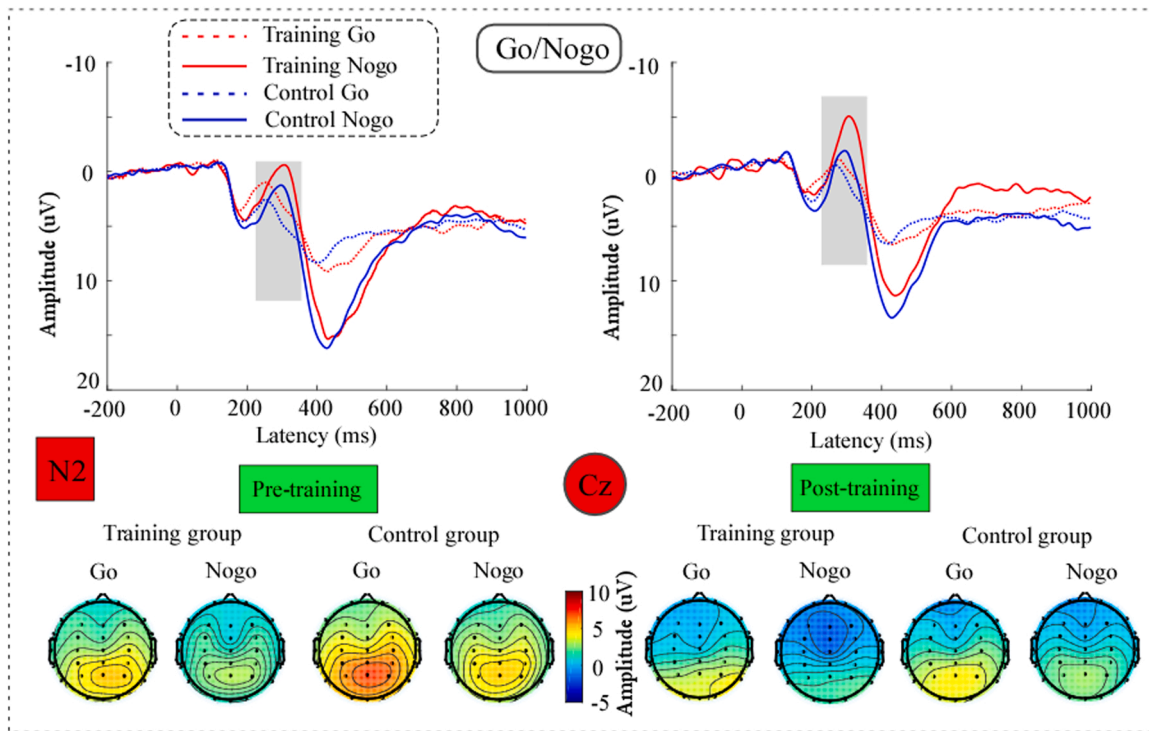 Training Go
Training Nogo
Control Go
Control Nogo
Go/Nogo
-10
0
10
20
Amplitude (uV)
-200 0 200 400 600 800 1000
Latency (ms)
-10
0
10
20
Amplitude (uV)
-200 0 200 400 600 800 1000
Latency (ms)
N2
Pre-training
Cz
Post-training
Training group
Control group
Training group
Control group
Go
Nogo
Go
Nogo
10
5
0
-5
Amplitude (uV)
Go
Nogo
Go
Nogo